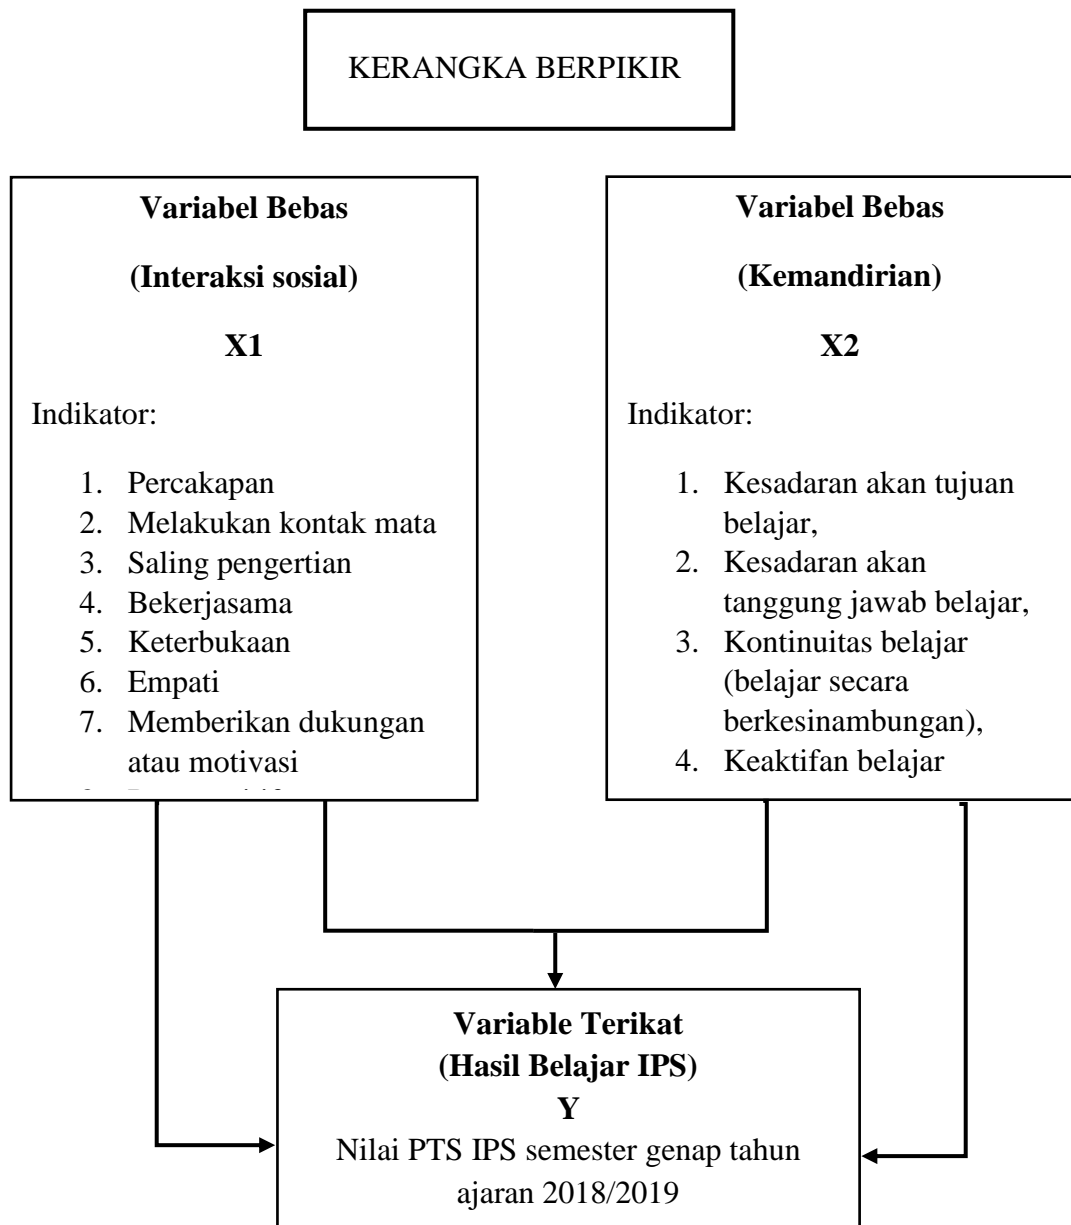 KERANGKA BERPIKIR
Variabel Bebas
(Interaksi sosial)
X1
Indikator:
1. Percakapan
2. Melakukan kontak mata
3. Saling pengertian
4. Bekerjasama
5. Keterbukaan
6. Empati
7. Memberikan dukungan
atau motivasi
Variabel Bebas
(Kemandirian)
X2
Indikator:
1. Kesadaran akan tujuan
belajar,
2. Kesadaran akan
tanggung jawab belajar,
3. Kontinuitas belajar
(belajar secara
berkesinambungan),
4. Keaktifan belajar
Variable Terikat
(Hasil Belajar IPS)
Y
Nilai PTS IPS semester genap tahun
ajaran 2018/2019